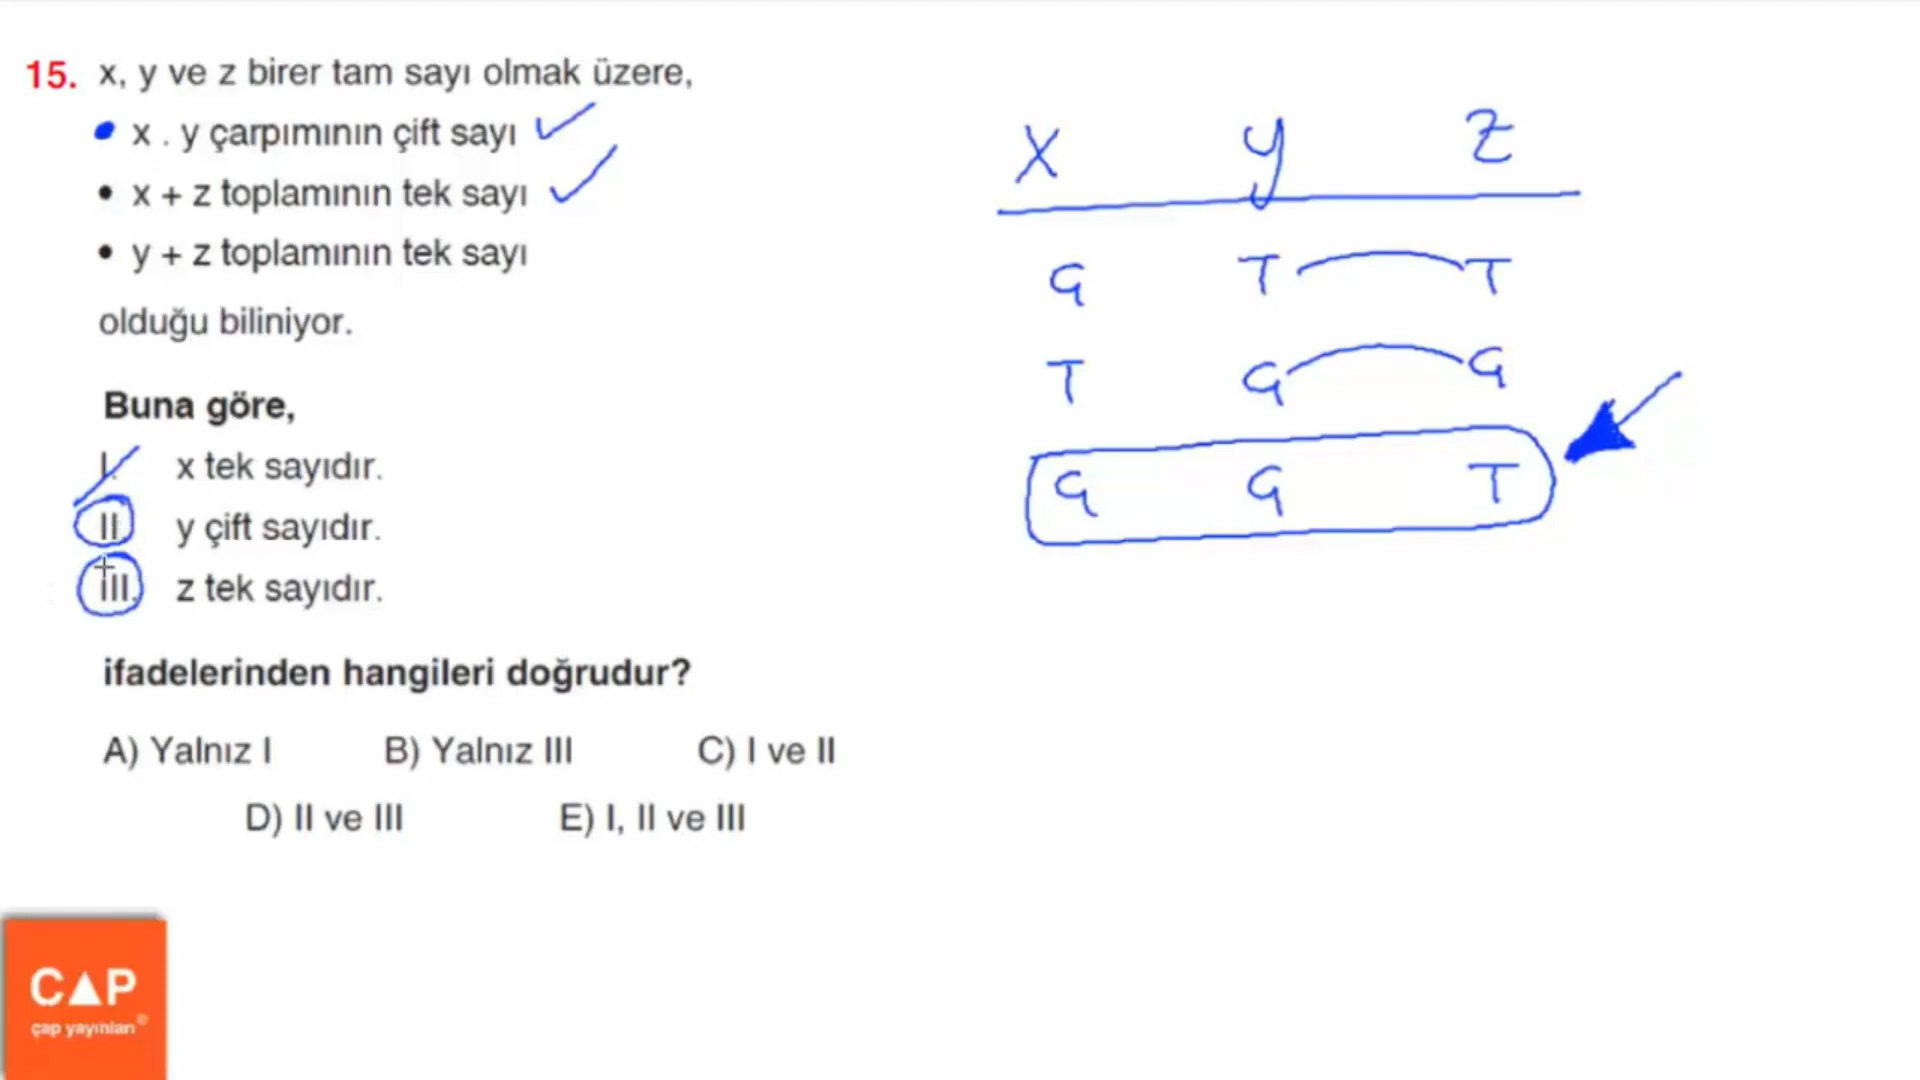 15. x, y ve z birer tam sayı olmak üzere,
• x . y çarpımının çift sayı
• x + z toplamının tek sayı
• y + z toplamının tek sayı
olduğu biliniyor.
Buna göre,
I. x tek sayıdır.
II. y çift sayıdır.
III. z tek sayıdır.
ifadelerinden hangileri doğrudur?
A) Yalnız I B) Yalnız III C) I ve II
D) II ve III E) I, II ve III
x y z
Ç T T
T Ç Ç
Ç Ç T
ÇAP
çap yayınları©